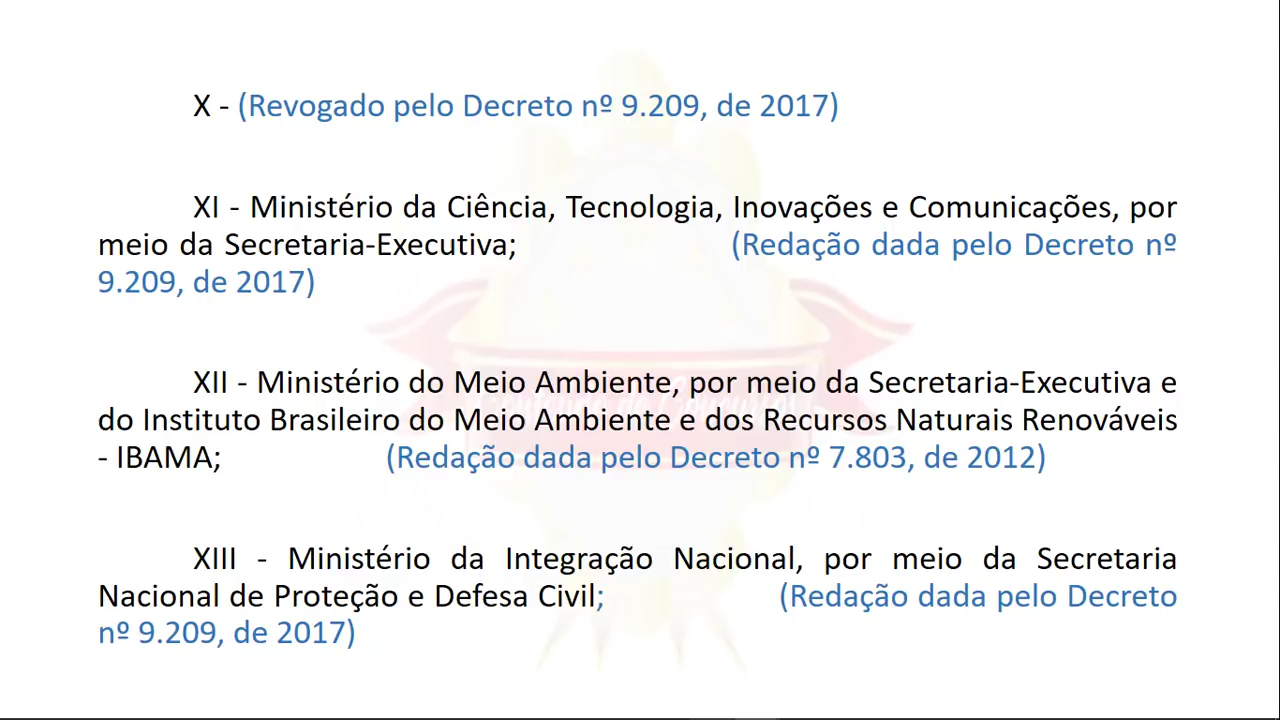 X - (Revogado pelo Decreto nº 9.209, de 2017)
XI - Ministério da Ciência, Tecnologia, Inovações e Comunicações, por
meio da Secretaria-Executiva; (Redação dada pelo Decreto nº
9.209, de 2017)
XII - Ministério do Meio Ambiente, por meio da Secretaria-Executiva e
do Instituto Brasileiro do Meio Ambiente e dos Recursos Naturais Renováveis
- IBAMA; (Redação dada pelo Decreto nº 7.803, de 2012)
XIII - Ministério da Integração Nacional, por meio da Secretaria
Nacional de Proteção e Defesa Civil; (Redação dada pelo Decreto
nº 9.209, de 2017)